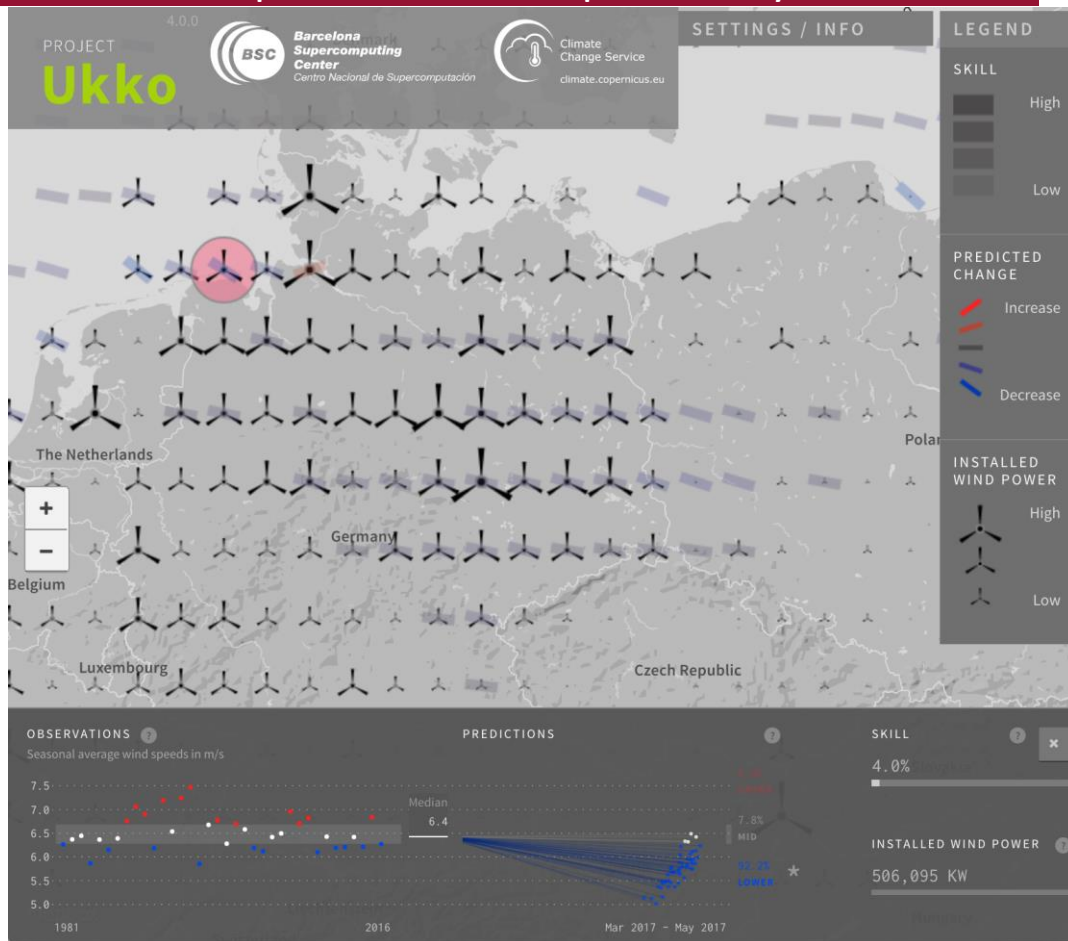 4.0.0
PROJECT
Ukko
BSC
Barcelona
Supercomputing
Center
Centro Nacional de Supercomputación
Climate
Change Service
climate.copernicus.eu
SETTINGS / INFO
LEGEND
SKILL
High
Low
PREDICTED
CHANGE
Increase
Decrease
INSTALLED
WIND POWER
High
Low
The Netherlands
Germany
Belgium
Luxembourg
Czech Republic
+
−
OBSERVATIONS ?
Seasonal average wind speeds in m/s
7.5
7.0
6.5
6.0
5.5
5.0
1981
2016
Median
6.4
PREDICTIONS ?
7.8%
MID
LOWER
*
Mar 2017 - May 2017
SKILL ?
×
4.0%
INSTALLED WIND POWER ?
506,095 KW